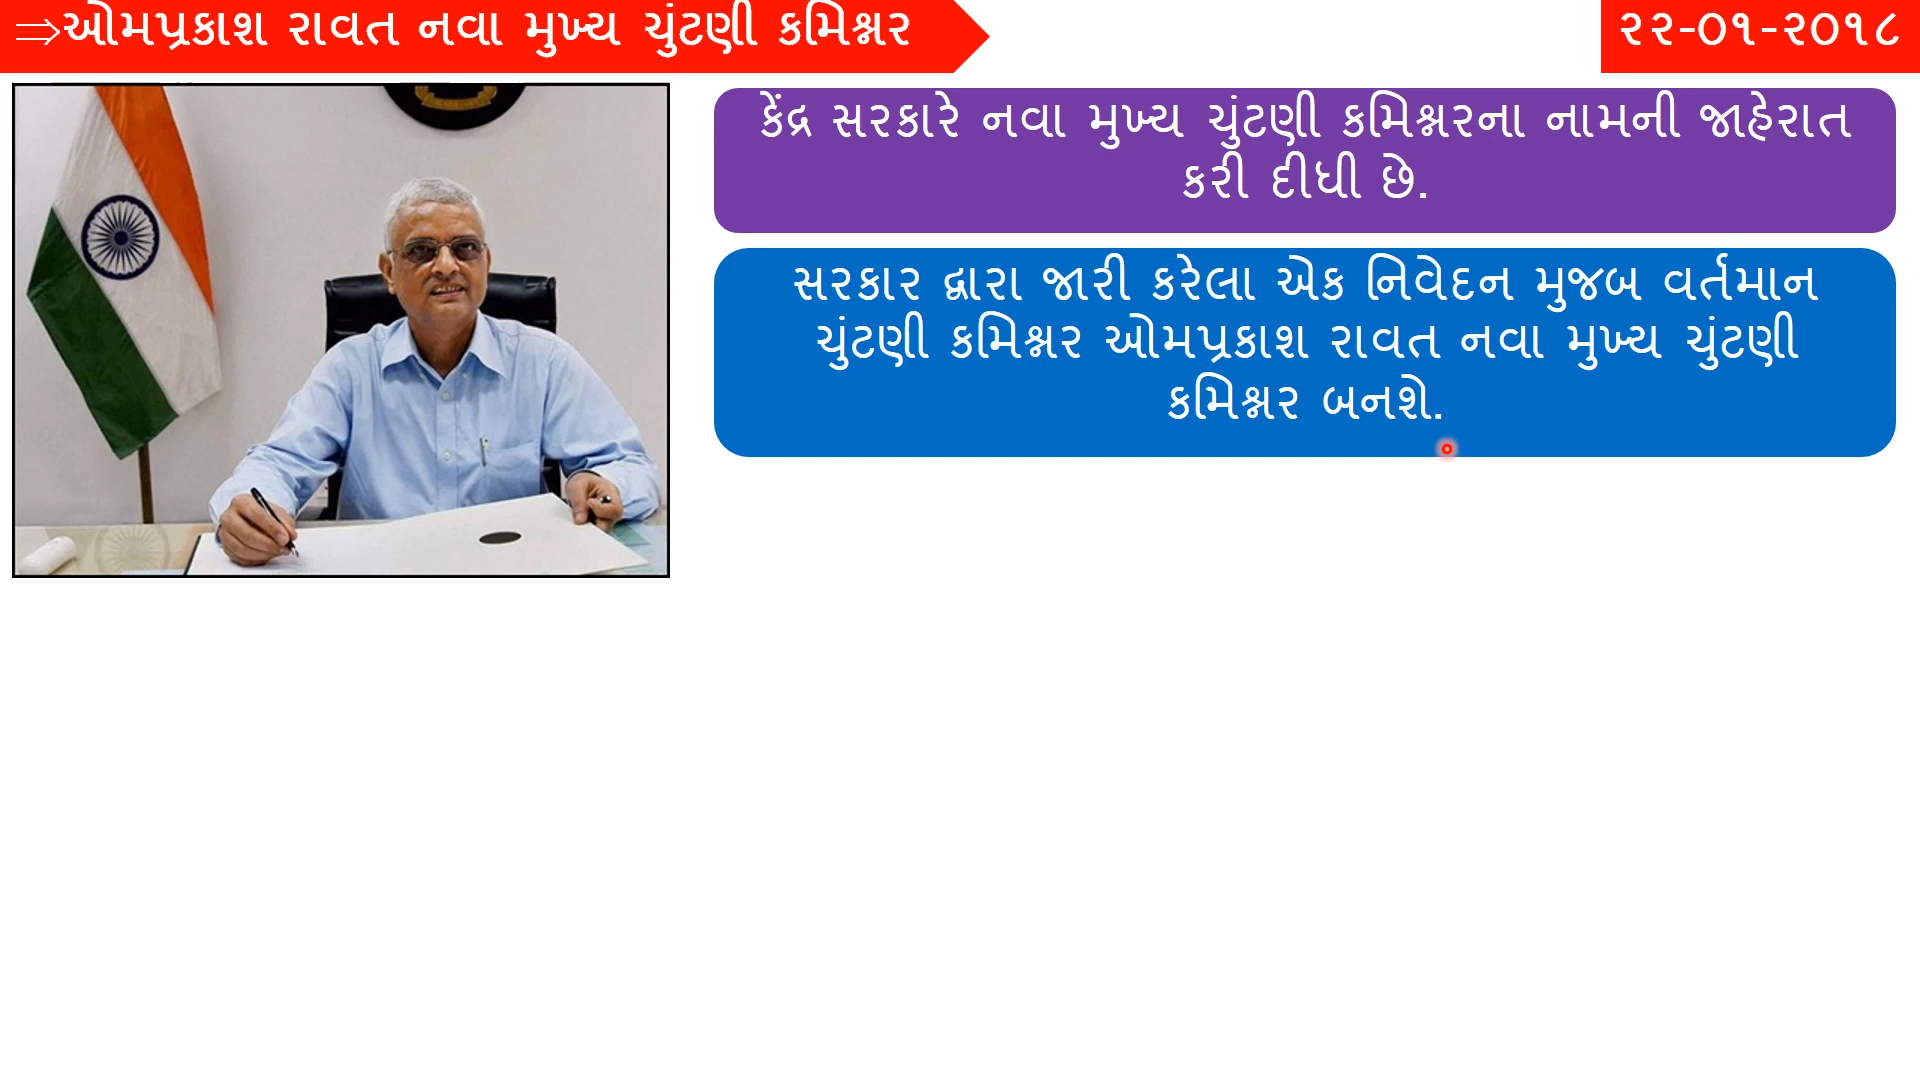 ⇒ઓમપ્રકાશ રાવત નવા મુખ્ય ચુંટણી કમિશ્નર
૨૨-૦૧-૨૦૧૮
કેંદ્ર સરકારે નવા મુખ્ય ચુંટણી કમિશ્નરના નામની જાહેરાત
કરી દીધી છે.
સરકાર દ્વારા જારી કરેલા એક નિવેદન મુજબ વર્તમાન
ચુંટણી કમિશ્નર ઓમપ્રકાશ રાવત નવા મુખ્ય ચુંટણી
કમિશ્નર બનશે.